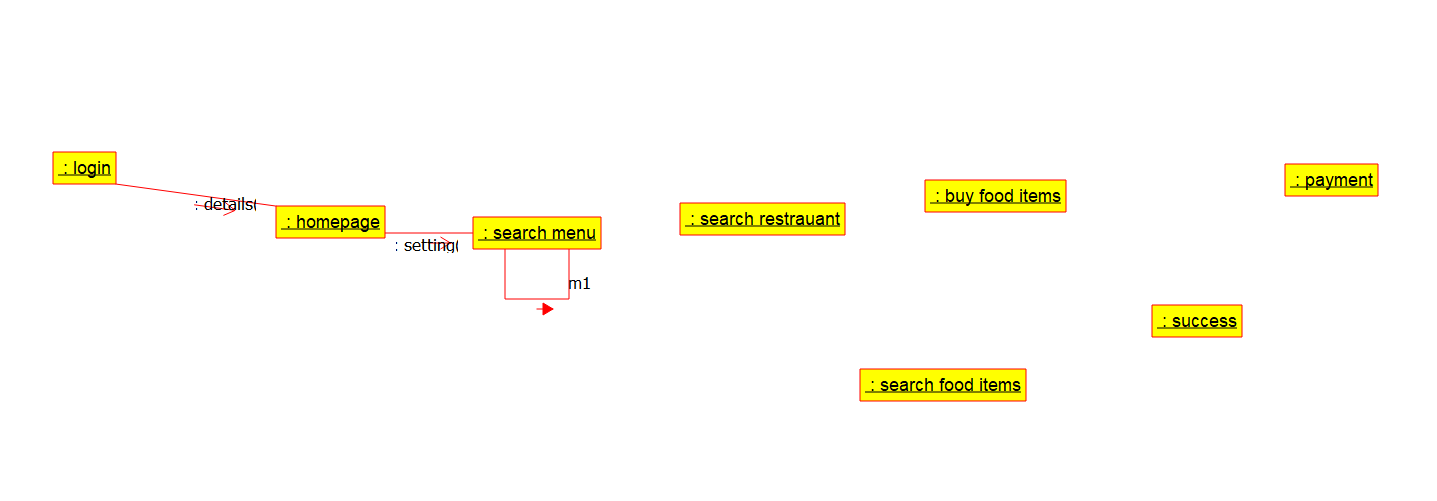 : login
: details(
: homepage
: setting(
: search menu
m1
: search restrauant
: buy food items
: payment
: success
: search food items